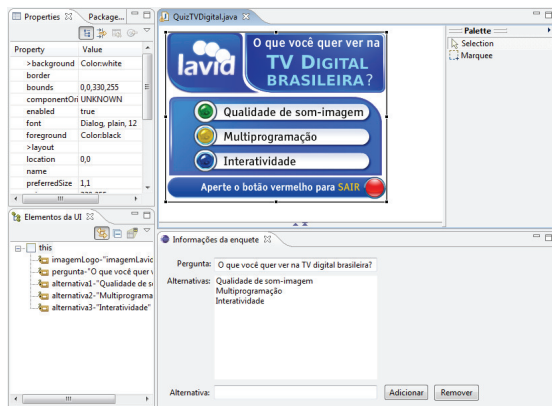 Properties
Package...
Property Value
>background Color:white
border
bounds 0,0,330,255
componentOri UNKNOWN
enabled true
font Dialog, plain, 12
foreground Color:black
>layout
location 0,0
name
preferredSize 1,1
Elementos da UI
this
imagemLogo-"imagemLavic
pergunta-"O que você quer v
alternativa1-"Qualidade de so
alternativa2-"Multiprograma
alternativa3-"Interatividade"
QuizTVDigital.java
lavid
O que você quer ver na
TV DIGITAL
BRASILEIRA?
Qualidade de som-imagem
Multiprogramação
Interatividade
Aperte o botão vermelho para SAIR
Palette
Selection
Marquee
Informações da enquete
Pergunta: O que você quer ver na TV digital brasileira?
Alternativas: Qualidade de som-imagem
Multiprogramação
Interatividade
Alternativa:
Adicionar
Remover